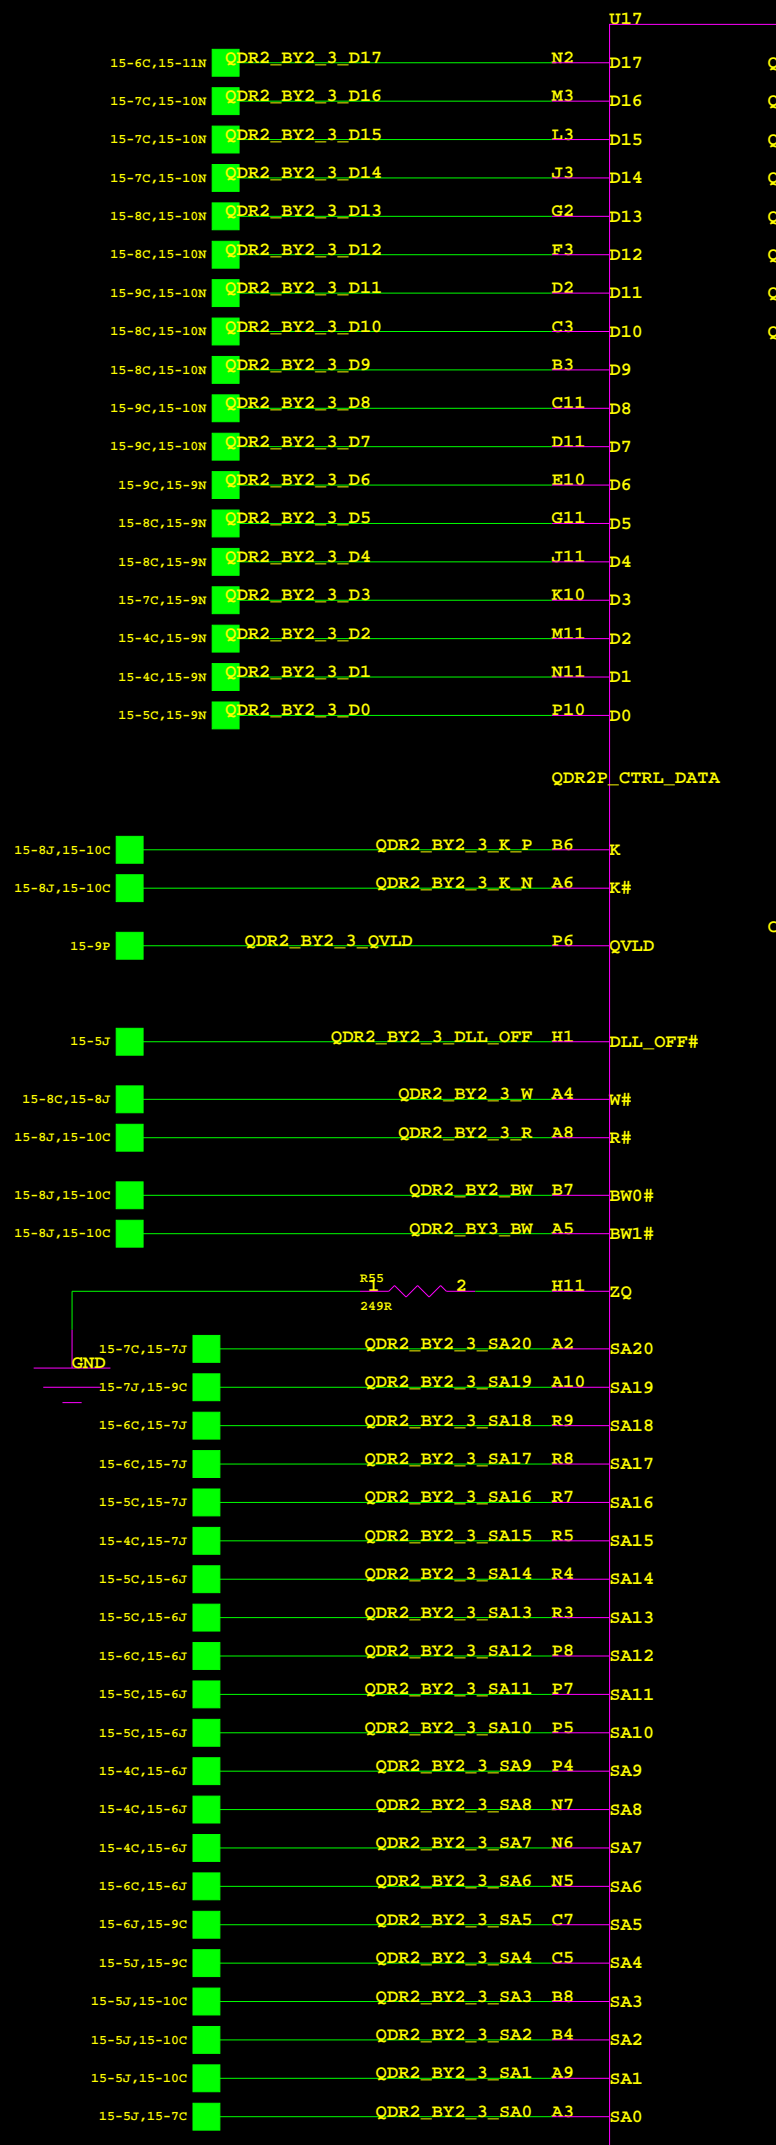 U17
15-6C,15-11N QDR2_BY2_3_D17 N2 D17
15-7C,15-10N QDR2_BY2_3_D16 M3 D16
15-7C,15-10N QDR2_BY2_3_D15 L3 D15
15-7C,15-10N QDR2_BY2_3_D14 J3 D14
15-8C,15-10N QDR2_BY2_3_D13 G2 D13
15-8C,15-10N QDR2_BY2_3_D12 F3 D12
15-9C,15-10N QDR2_BY2_3_D11 D2 D11
15-8C,15-10N QDR2_BY2_3_D10 C3 D10
15-8C,15-10N QDR2_BY2_3_D9 B3 D9
15-9C,15-10N QDR2_BY2_3_D8 C11 D8
15-9C,15-10N QDR2_BY2_3_D7 D11 D7
15-9C,15-9N QDR2_BY2_3_D6 E10 D6
15-8C,15-9N QDR2_BY2_3_D5 G11 D5
15-8C,15-9N QDR2_BY2_3_D4 J11 D4
15-7C,15-9N QDR2_BY2_3_D3 K10 D3
15-4C,15-9N QDR2_BY2_3_D2 M11 D2
15-4C,15-9N QDR2_BY2_3_D1 N11 D1
15-5C,15-9N QDR2_BY2_3_D0 P10 D0
QDR2P_CTRL_DATA
15-8J,15-10C QDR2_BY2_3_K_P B6 K
15-8J,15-10C QDR2_BY2_3_K_N A6 K#
15-9P QDR2_BY2_3_QVLD P6 QVLD
15-5J QDR2_BY2_3_DLL_OFF H1 DLL_OFF#
15-8C,15-8J QDR2_BY2_3_W A4 W#
15-8J,15-10C QDR2_BY2_3_R A8 R#
15-8J,15-10C QDR2_BY2_BW B7 BW0#
15-8J,15-10C QDR2_BY3_BW A5 BW1#
R55
1 2 H11 ZQ
249R
15-7C,15-7J QDR2_BY2_3_SA20 A2 SA20
GND
15-7J,15-9C QDR2_BY2_3_SA19 A10 SA19
15-6C,15-7J QDR2_BY2_3_SA18 R9 SA18
15-6C,15-7J QDR2_BY2_3_SA17 R8 SA17
15-5C,15-7J QDR2_BY2_3_SA16 R7 SA16
15-4C,15-7J QDR2_BY2_3_SA15 R5 SA15
15-5C,15-6J QDR2_BY2_3_SA14 R4 SA14
15-5C,15-6J QDR2_BY2_3_SA13 R3 SA13
15-6C,15-6J QDR2_BY2_3_SA12 P8 SA12
15-5C,15-6J QDR2_BY2_3_SA11 P7 SA11
15-5C,15-6J QDR2_BY2_3_SA10 P5 SA10
15-4C,15-6J QDR2_BY2_3_SA9 P4 SA9
15-4C,15-6J QDR2_BY2_3_SA8 N7 SA8
15-4C,15-6J QDR2_BY2_3_SA7 N6 SA7
15-6C,15-6J QDR2_BY2_3_SA6 N5 SA6
15-6J,15-9C QDR2_BY2_3_SA5 C7 SA5
15-5J,15-9C QDR2_BY2_3_SA4 C5 SA4
15-5J,15-10C QDR2_BY2_3_SA3 B8 SA3
15-5J,15-10C QDR2_BY2_3_SA2 B4 SA2
15-5J,15-10C QDR2_BY2_3_SA1 A9 SA1
15-5J,15-7C QDR2_BY2_3_SA0 A3 SA0